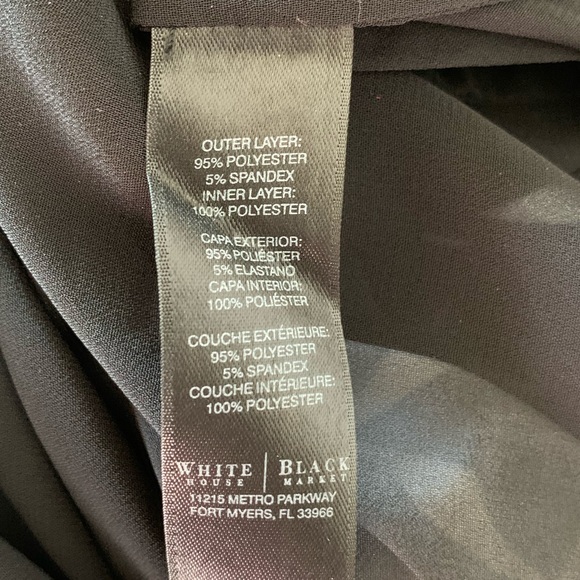 OUTER LAYER:
95% POLYESTER
5% SPANDEX
INNER LAYER:
100% POLYESTER
CAPA EXTERIOR:
95% POLIÉSTER
5% ELASTANO
CAPA INTERIOR:
100% POLIÉSTER
COUCHE EXTÉRIEURE:
95% POLYESTER
5% SPANDEX
COUCHE INTÉRIEURE:
100% POLYESTER
WHITE | BLACK
HOUSE | MARKET
11215 METRO PARKWAY
FORT MYERS, FL 33966